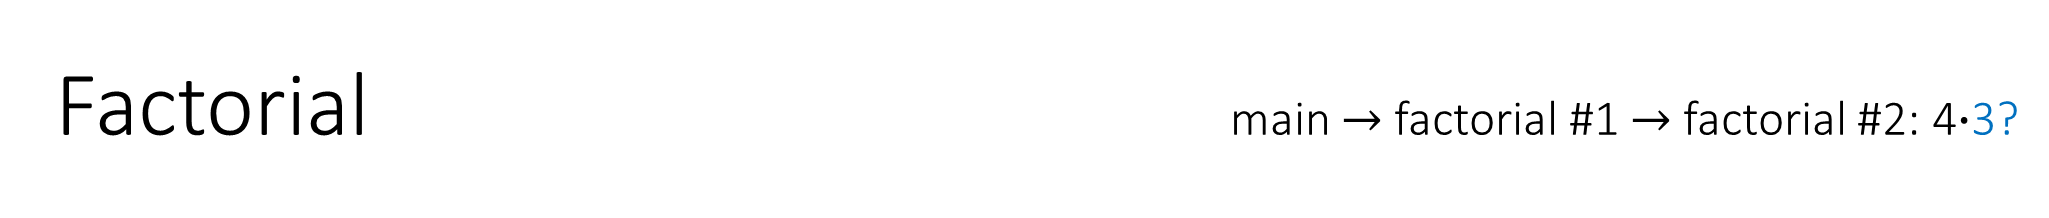 Factorial
main → factorial #1 → factorial #2: 4·3?